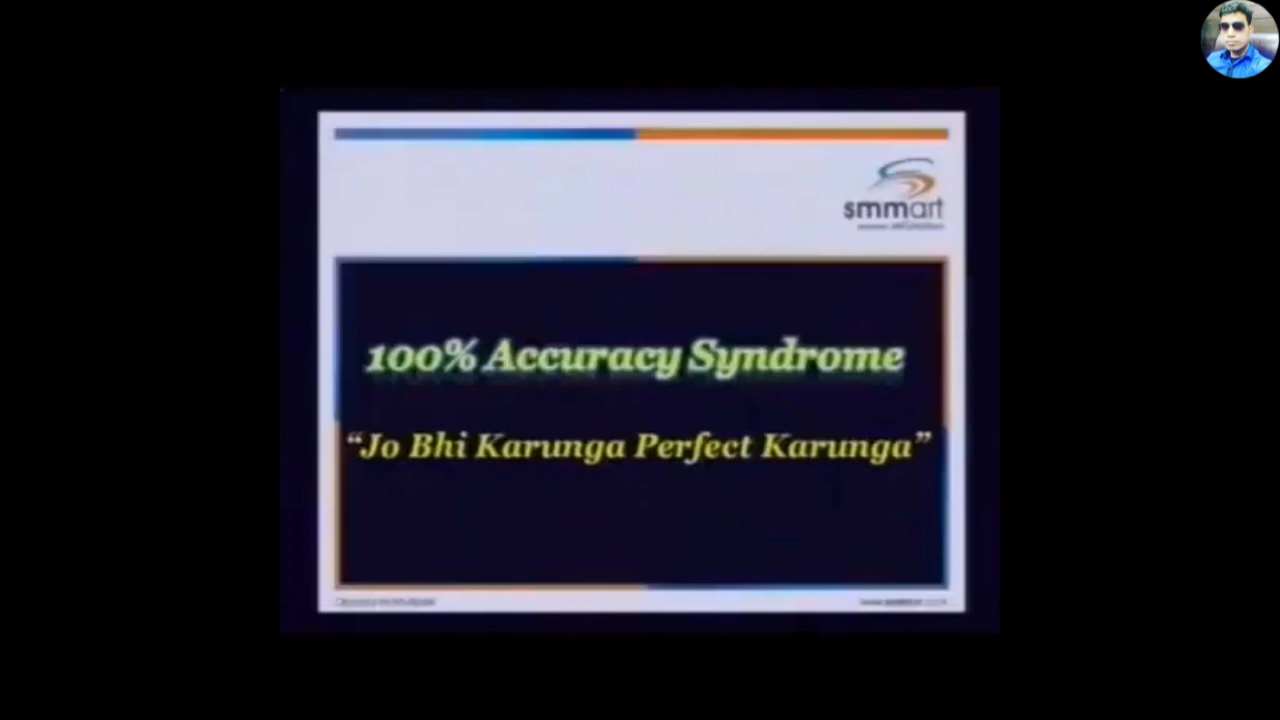 smmart
100% Accuracy Syndrome
“Jo Bhi Karunga Perfect Karunga”